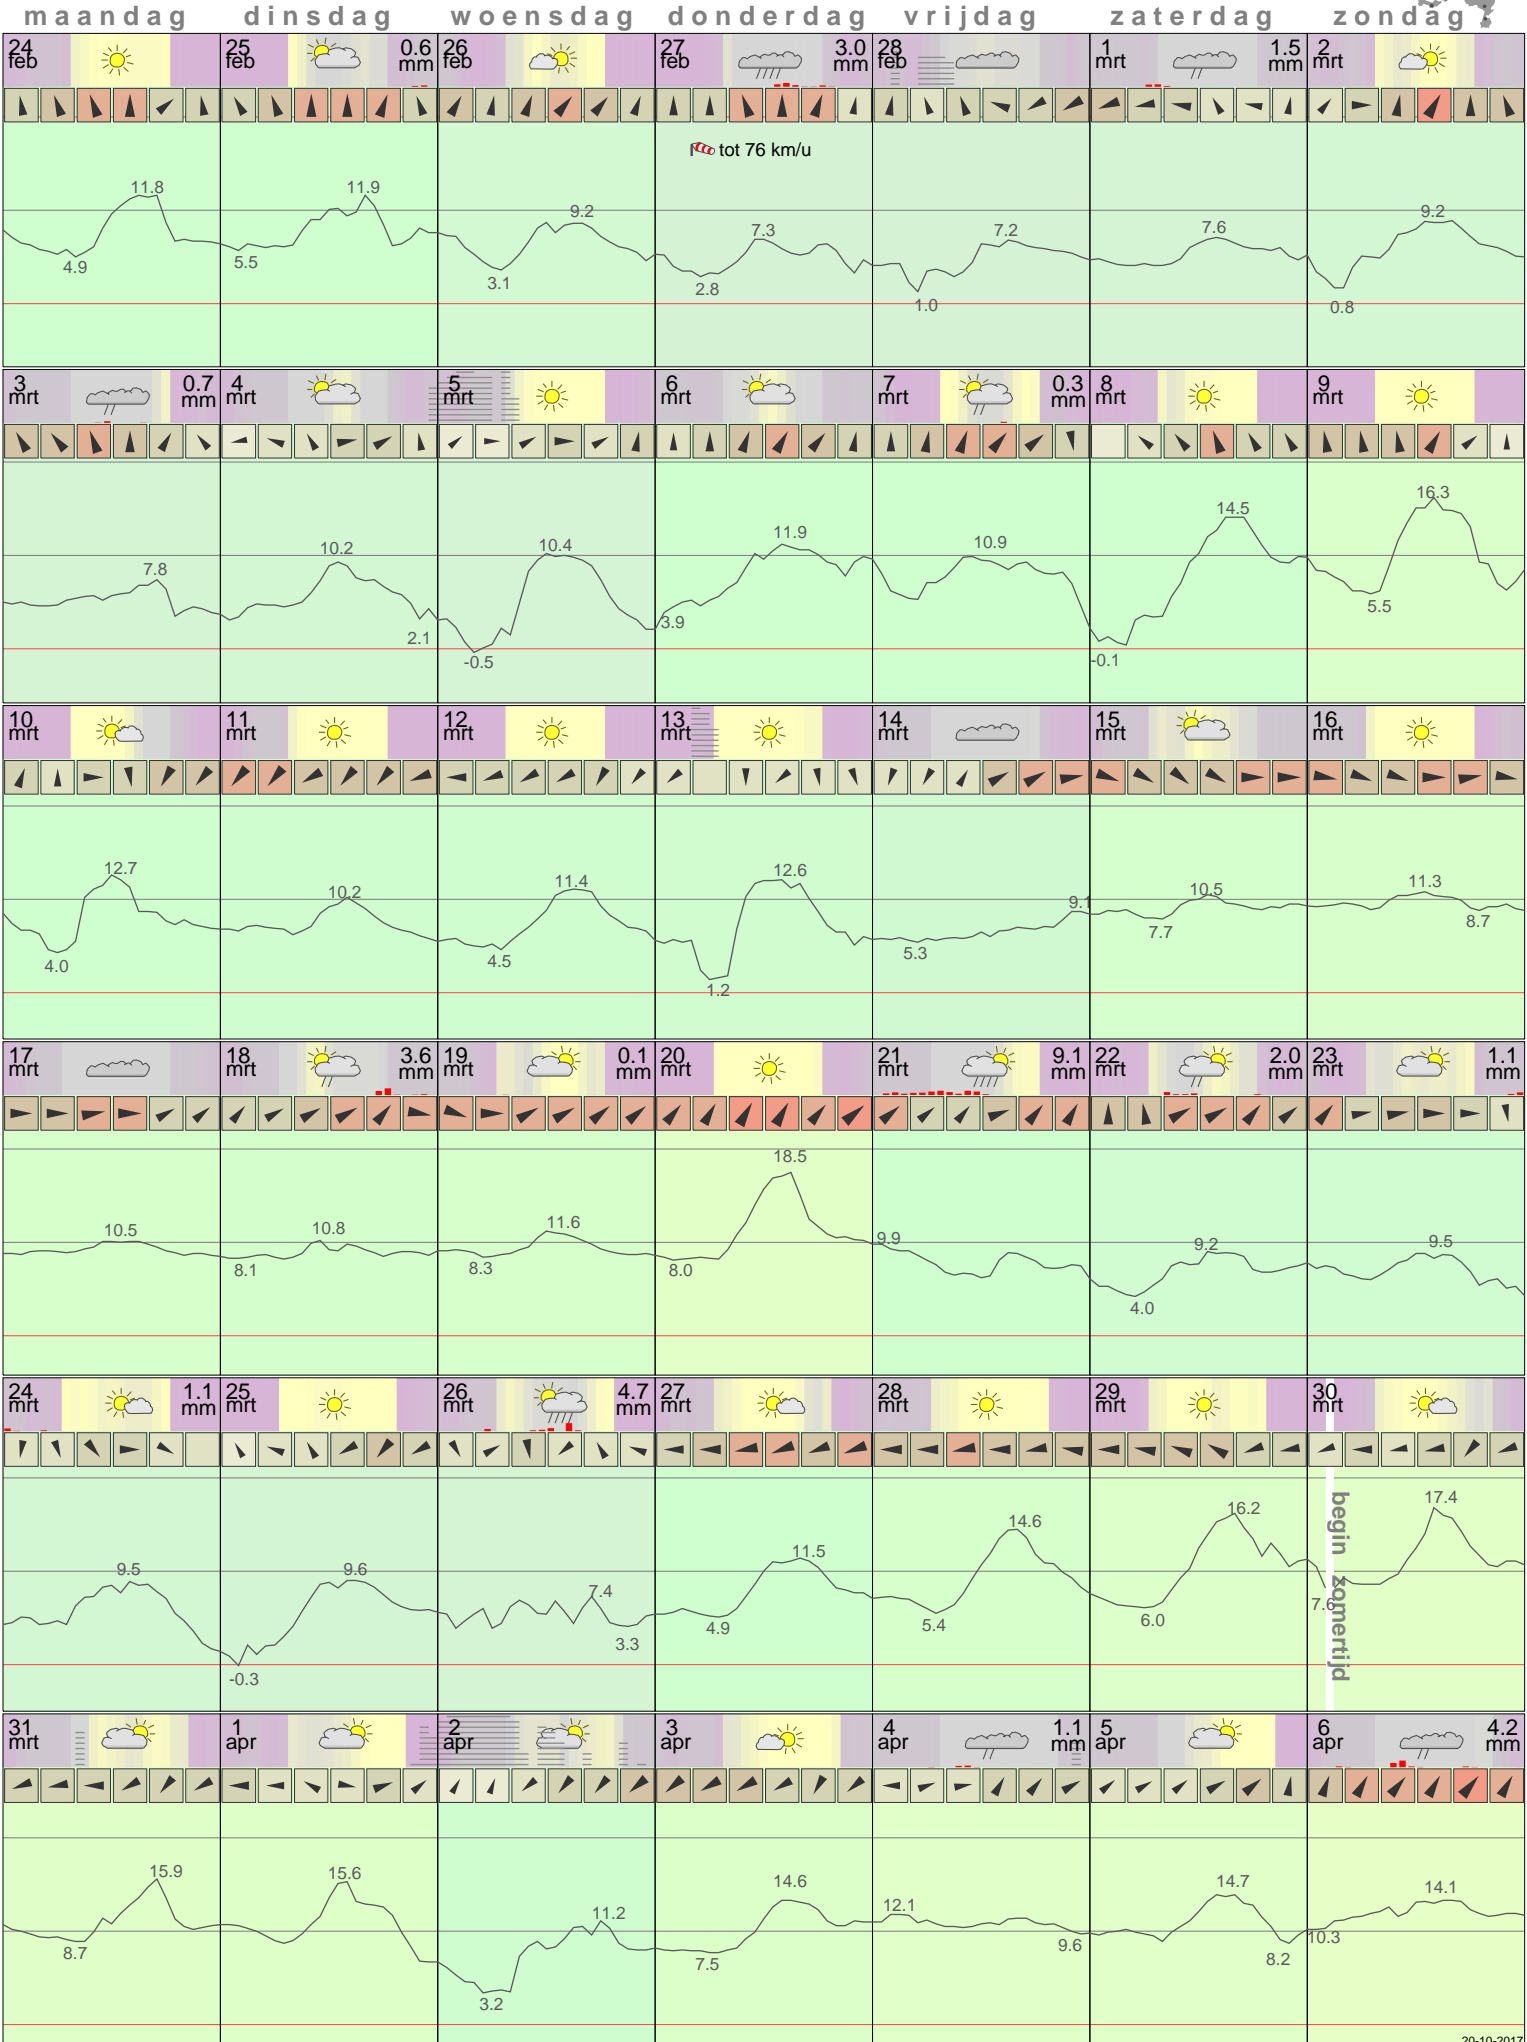 maandag dinsdag woensdag donderdag vrijdag zaterdag zondag
24 feb
25 feb 0.6 mm
26 feb
27 feb 3.0 mm
28 feb
1 mrt 1.5 mm
2 mrt
tot 76 km/u
11.8 4.9
11.9 5.5
9.2 3.1
7.3 2.8
7.2 1.0
7.6
9.2 0.8
3 mrt 0.7 mm
4 mrt
5 mrt
6 mrt
7 mrt 0.3 mm
8 mrt
9 mrt
7.8
10.2 2.1
10.4 -0.5
11.9 3.9
10.9
14.5 -0.1
16.3 5.5
10 mrt
11 mrt
12 mrt
13 mrt
14 mrt
15 mrt
16 mrt
12.7 4.0
10.2
11.4 4.5
12.6 1.2
9.1 5.3
10.5 7.7
11.3 8.7
17 mrt
18 mrt 3.6 mm
19 mrt 0.1 mm
20 mrt
21 mrt 9.1 mm
22 mrt 2.0 mm
23 mrt 1.1 mm
10.5
10.8 8.1
11.6 8.3
18.5 8.0
9.9
9.2 4.0
9.5
24 mrt 1.1 mm
25 mrt
26 mrt 4.7 mm
27 mrt
28 mrt
29 mrt
30 mrt
9.5
9.6 -0.3
7.4 3.3
11.5 4.9
14.6 5.4
16.2 6.0
17.4 7.6
begin zomertijd
31 mrt
1 apr
2 apr
3 apr
4 apr 1.1 mm
5 apr
6 apr 4.2 mm
15.9 8.7
15.6
11.2 3.2
14.6 7.5
12.1 9.6
14.7 8.2
14.1 10.3
20-10-2017